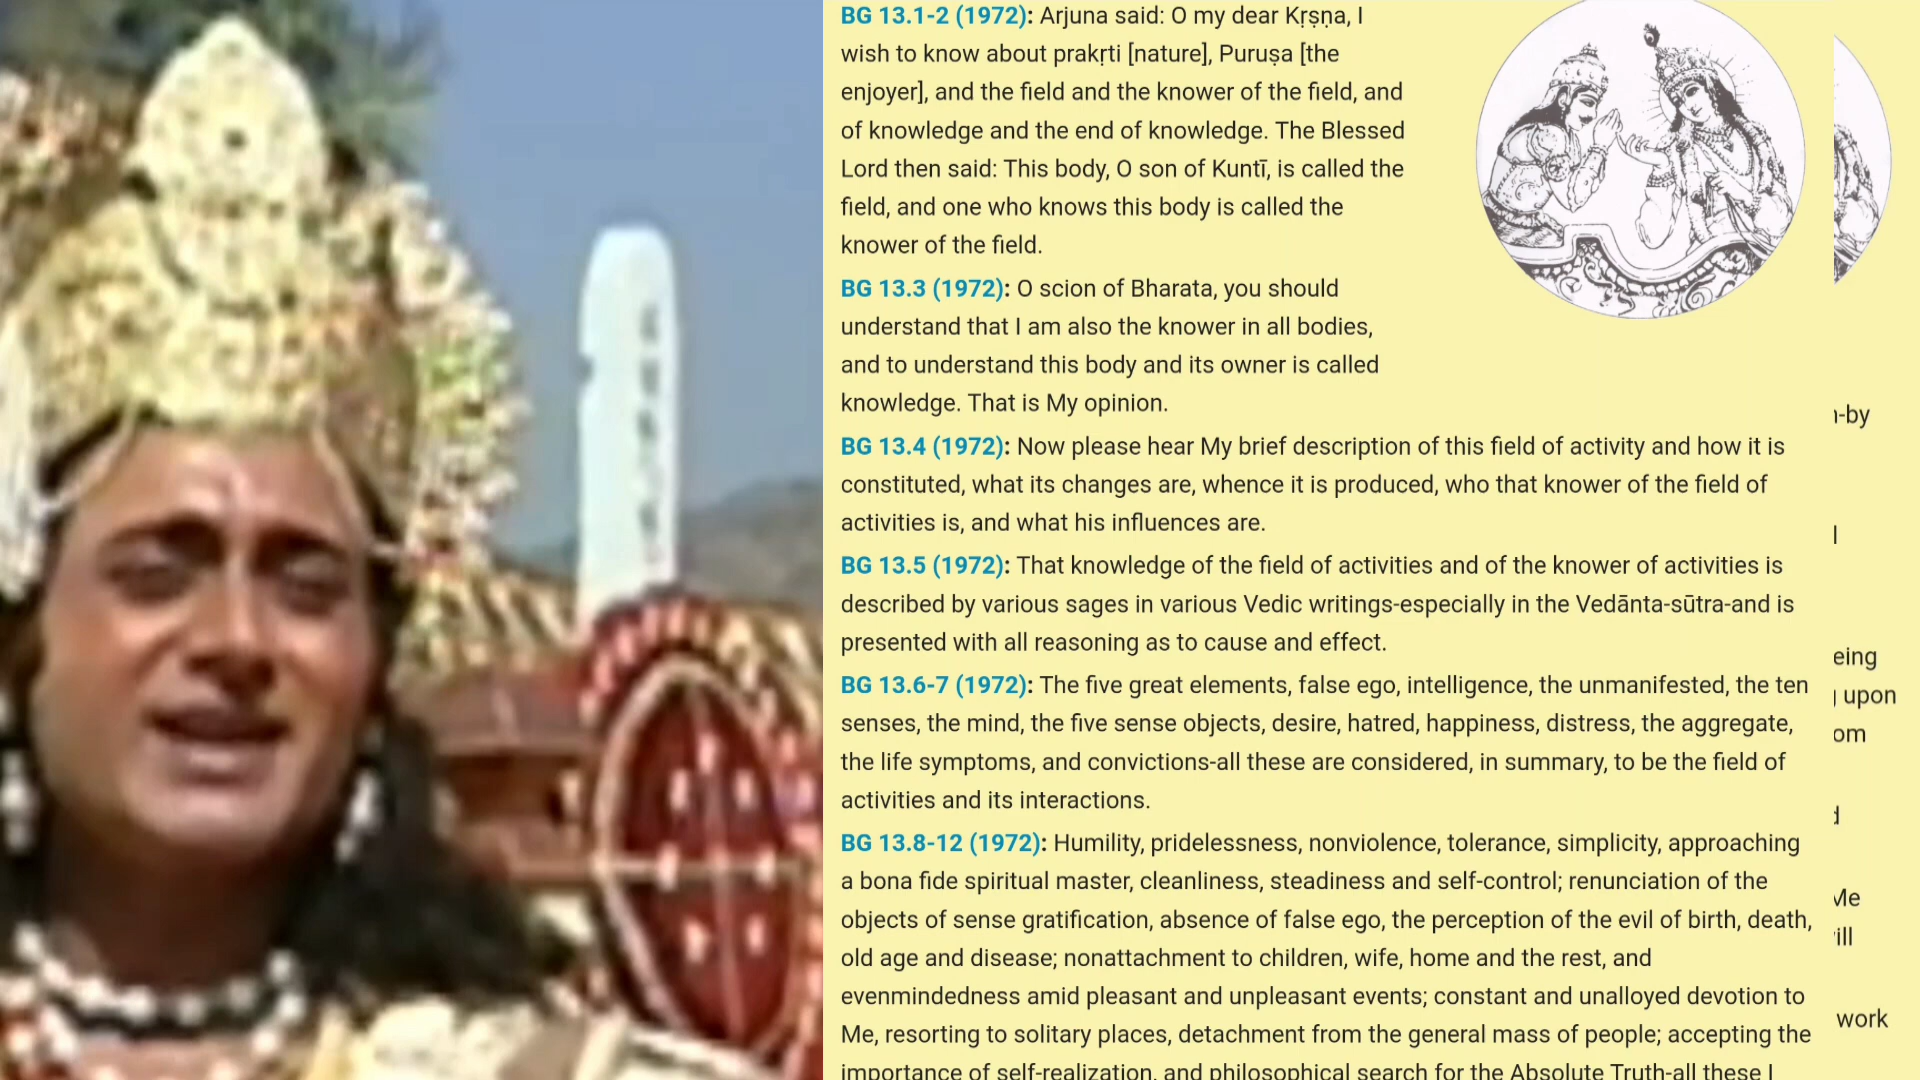 BG 13.1-2 (1972): Arjuna said: O my dear Kṛṣṇa, I
wish to know about prakṛti [nature], Puruṣa [the
enjoyer], and the field and the knower of the field, and
of knowledge and the end of knowledge. The Blessed
Lord then said: This body, O son of Kuntī, is called the
field, and one who knows this body is called the
knower of the field.
BG 13.3 (1972): O scion of Bharata, you should
understand that I am also the knower in all bodies,
and to understand this body and its owner is called
knowledge. That is My opinion.
BG 13.4 (1972): Now please hear My brief description of this field of activity and how it is
constituted, what its changes are, whence it is produced, who that knower of the field of
activities is, and what his influences are.
BG 13.5 (1972): That knowledge of the field of activities and of the knower of activities is
described by various sages in various Vedic writings-especially in the Vedānta-sūtra-and is
presented with all reasoning as to cause and effect.
BG 13.6-7 (1972): The five great elements, false ego, intelligence, the unmanifested, the ten
senses, the mind, the five sense objects, desire, hatred, happiness, distress, the aggregate,
the life symptoms, and convictions-all these are considered, in summary, to be the field of
activities and its interactions.
BG 13.8-12 (1972): Humility, pridelessness, nonviolence, tolerance, simplicity, approaching
a bona fide spiritual master, cleanliness, steadiness and self-control; renunciation of the
objects of sense gratification, absence of false ego, the perception of the evil of birth, death,
old age and disease; nonattachment to children, wife, home and the rest, and
evenmindedness amid pleasant and unpleasant events; constant and unalloyed devotion to
Me, resorting to solitary places, detachment from the general mass of people; accepting the
importance of self-realization, and philosophical search for the Absolute Truth-all these I
-by
eing
upon
om
Me
ill
work